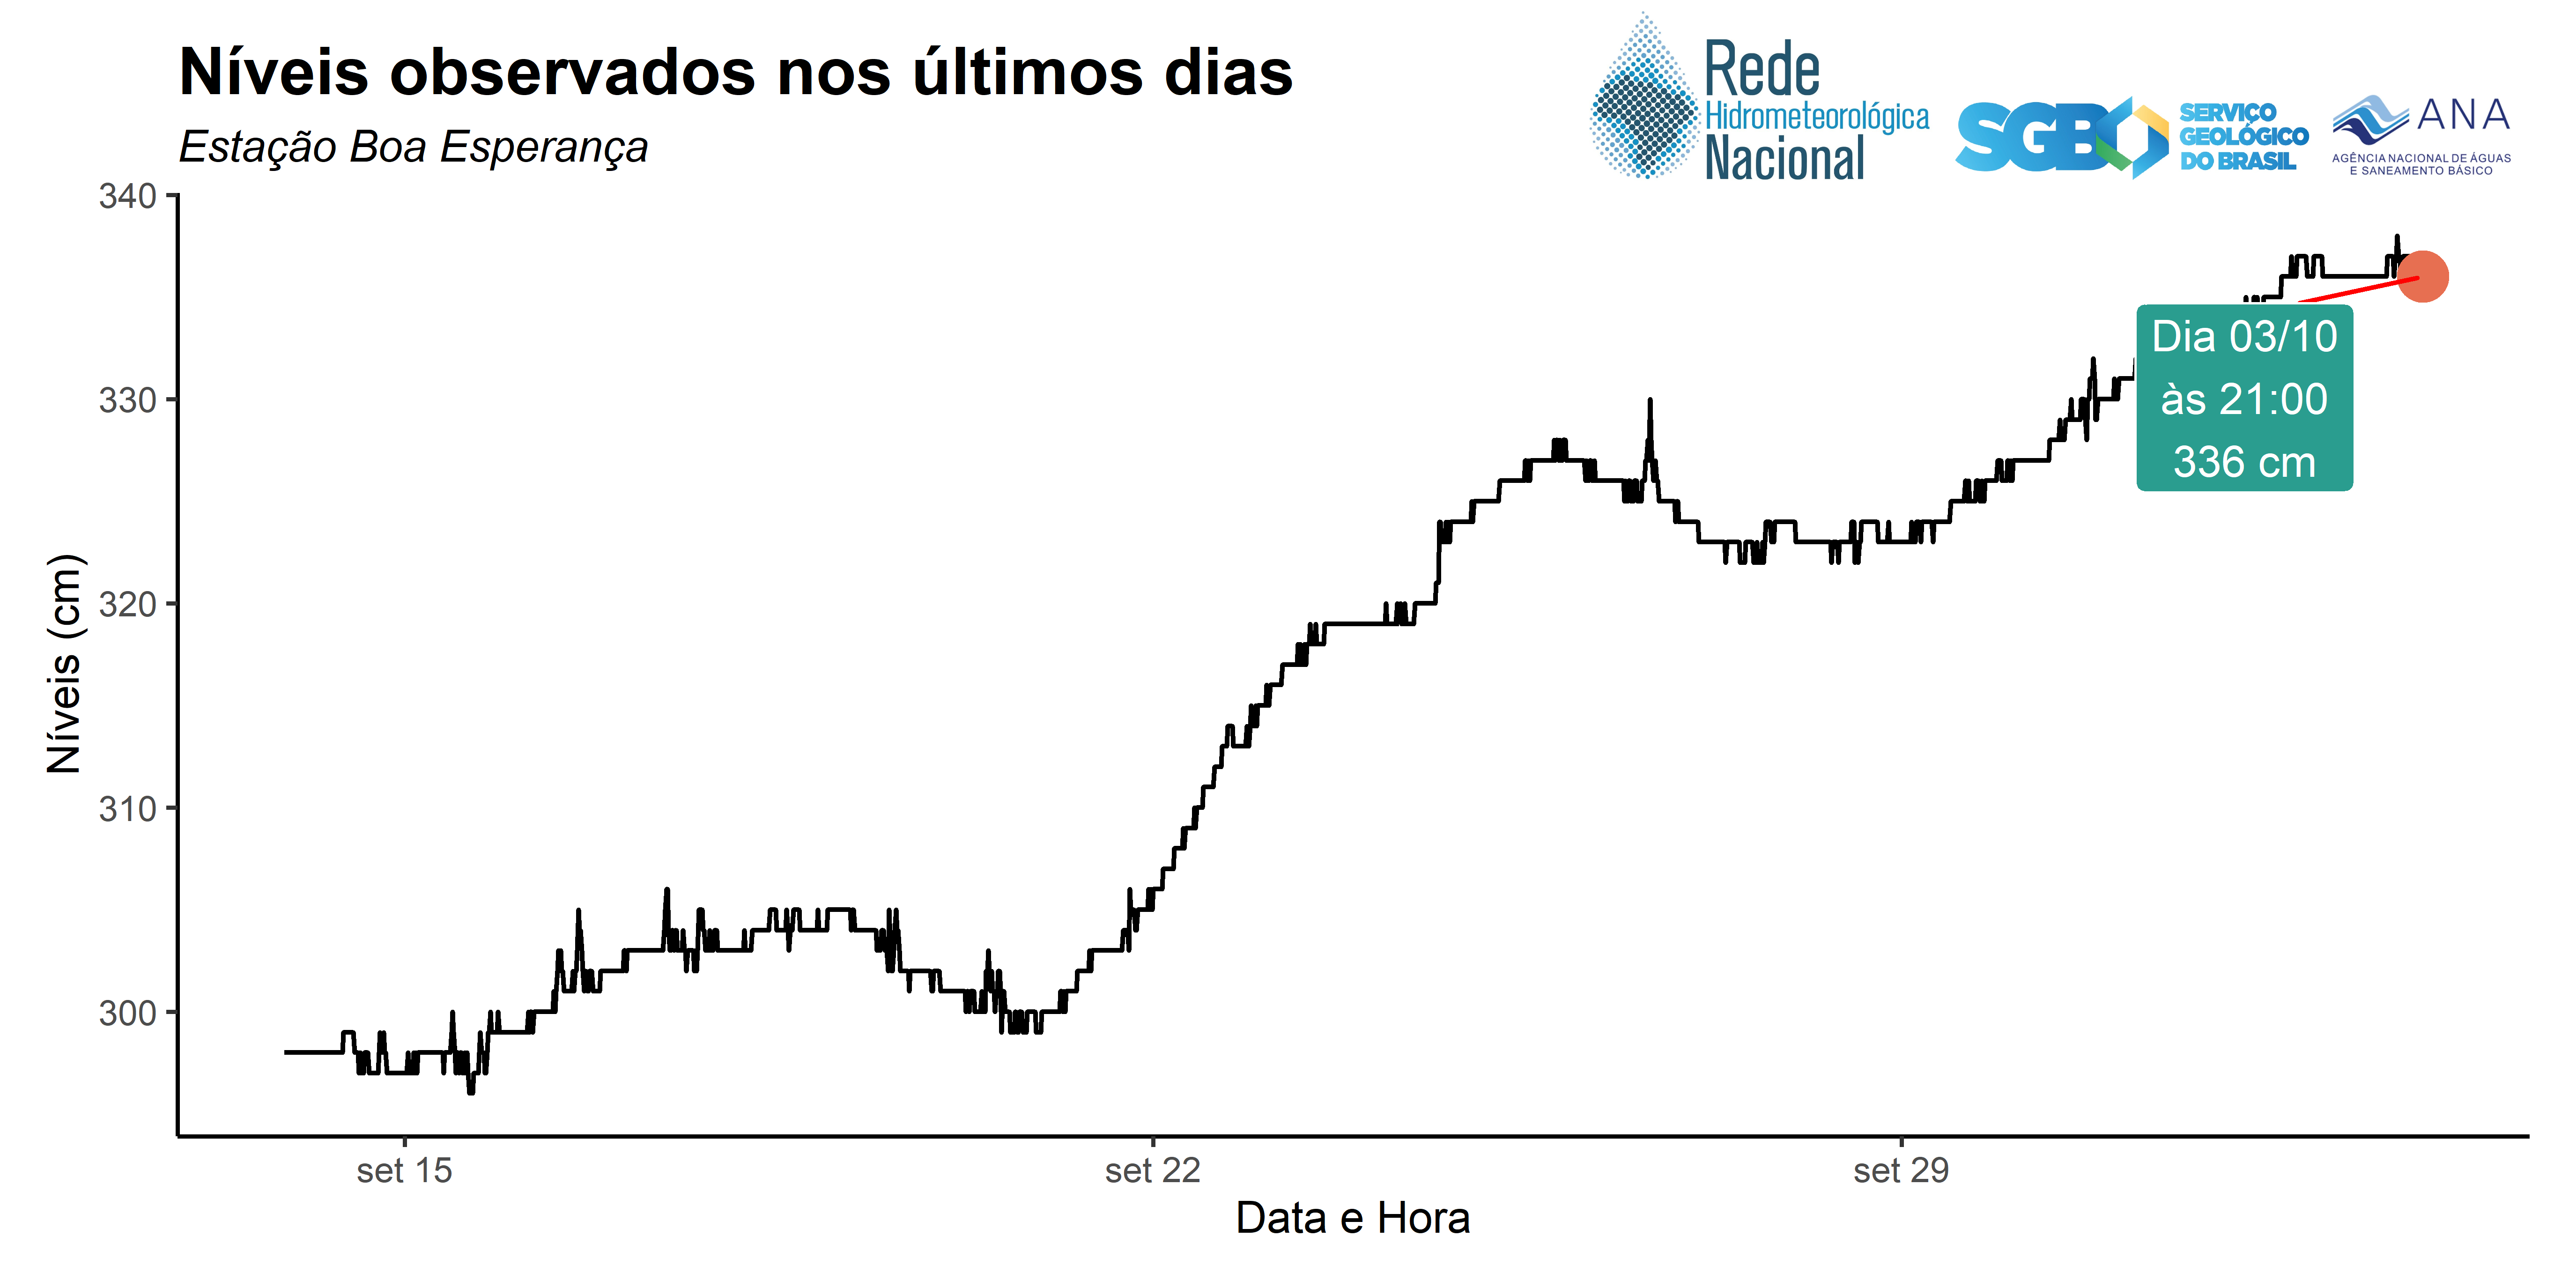 Níveis observados nos últimos dias
Estação Boa Esperança
Rede
Hidrometeorológica
Nacional
SGB
SERVIÇO
GEOLÓGICO
DO BRASIL
ANA
AGÊNCIA NACIONAL DE ÁGUAS
E SANEAMENTO BÁSICO
Níveis (cm)
340
330
320
310
300
Dia 03/10
às 21:00
336 cm
set 15
set 22
set 29
Data e Hora